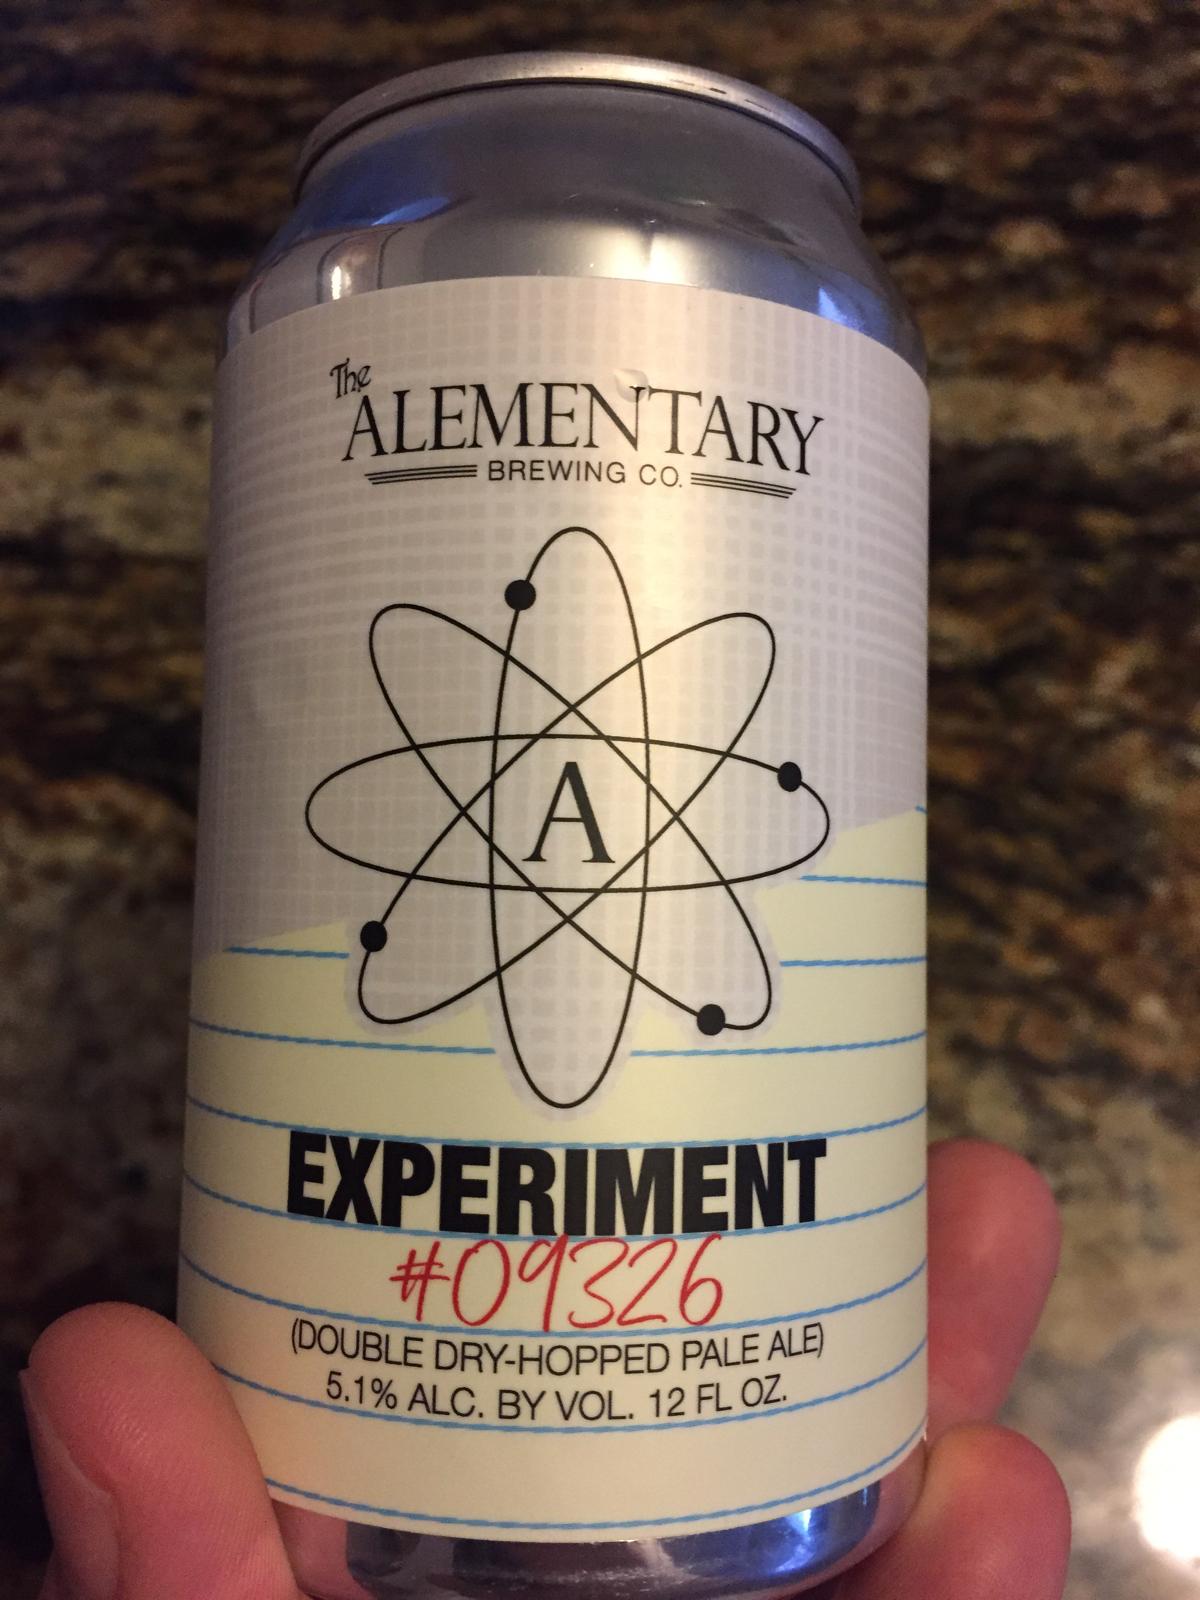 The
ALEMENTARY
BREWING CO.
A
EXPERIMENT
#09326
(DOUBLE DRY-HOPPED PALE ALE)
5.1% ALC. BY VOL. 12 FL OZ.